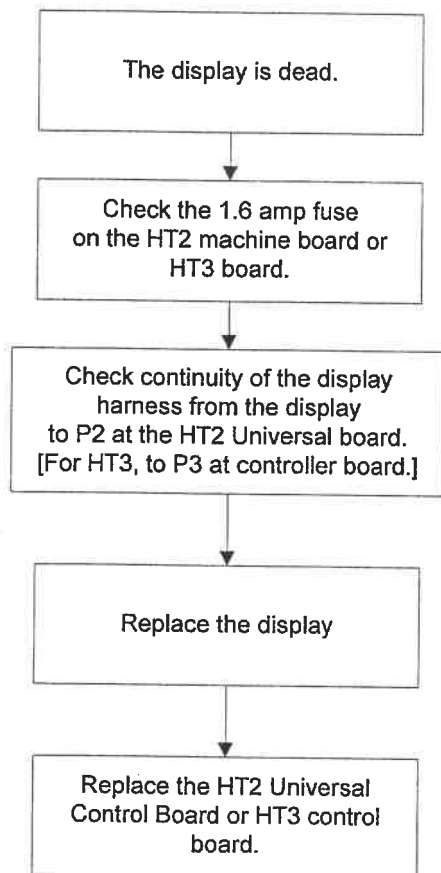 The display is dead.
Check the 1.6 amp fuse
on the HT2 machine board or
HT3 board.
Check continuity of the display
harness from the display
to P2 at the HT2 Universal board.
[For HT3, to P3 at controller board.]
Replace the display
Replace the HT2 Universal
Control Board or HT3 control
board.